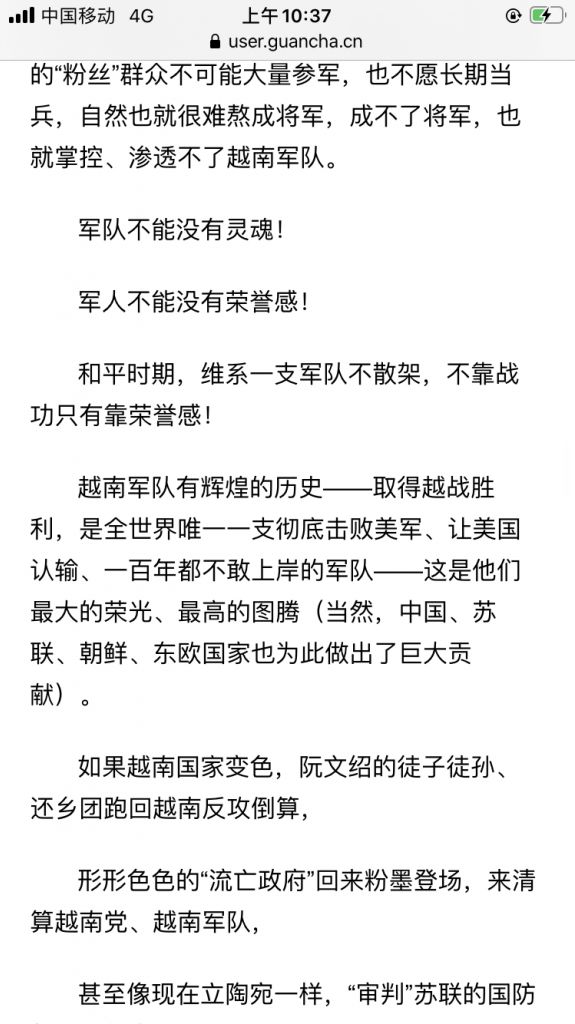 中国移动 4G 上午10:37
user.guancha.cn
的“粉丝”群众不可能大量参军，也不愿长期当
兵，自然也就很难熬成将军，成不了将军，也
就掌控、渗透不了越南军队。
军队不能没有灵魂！
军人不能没有荣誉感！
和平时期，维系一支军队不散架，不靠战
功只有靠荣誉感！
越南军队有辉煌的历史——取得越战胜
利，是全世界唯一一支彻底击败美军、让美国
认输、一百年都不敢上岸的军队——这是他们
最大的荣光、最高的图腾（当然，中国、苏
联、朝鲜、东欧国家也为此做出了巨大贡
献）。
如果越南国家变色，阮文绍的徒子徒孙、
还乡团跑回越南反攻倒算，
形形色色的“流亡政府”回来粉墨登场，来清
算越南党、越南军队，
甚至像现在立陶宛一样，“审判”苏联的国防